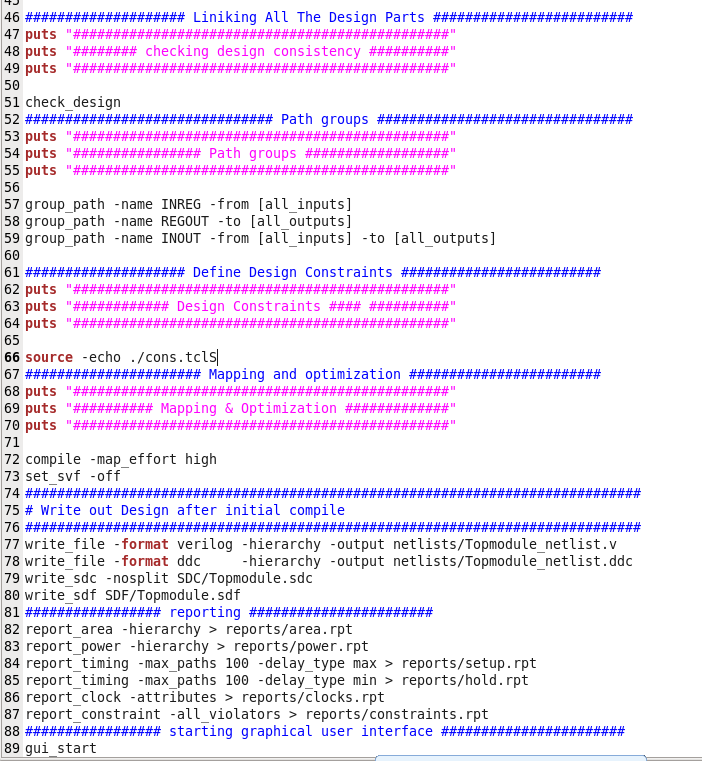 45
46 #################### Liniking All The Design Parts #########################
47 puts "###############################################"
48 puts "######## checking design consistency ##########"
49 puts "###############################################"
50
51 check_design
52 ############################### Path groups ################################
53 puts "###############################################"
54 puts "################ Path groups ##################"
55 puts "###############################################"
56
57 group_path -name INREG -from [all_inputs]
58 group_path -name REGOUT -to [all_outputs]
59 group_path -name INOUT -from [all_inputs] -to [all_outputs]
60
61 #################### Define Design Constraints #########################
62 puts "###############################################"
63 puts "############ Design Constraints #### ##########"
64 puts "###############################################"
65
66 source -echo ./cons.tclS
67 ###################### Mapping and optimization ########################
68 puts "###############################################"
69 puts "########## Mapping & Optimization #############"
70 puts "###############################################"
71
72 compile -map_effort high
73 set_svf -off
74 #############################################################################
75 # Write out Design after initial compile
76 #############################################################################
77 write_file -format verilog -hierarchy -output netlists/Topmodule_netlist.v
78 write_file -format ddc     -hierarchy -output netlists/Topmodule_netlist.ddc
79 write_sdc -nosplit SDC/Topmodule.sdc
80 write_sdf SDF/Topmodule.sdf
81 ################# reporting #######################
82 report_area -hierarchy > reports/area.rpt
83 report_power -hierarchy > reports/power.rpt
84 report_timing -max_paths 100 -delay_type max > reports/setup.rpt
85 report_timing -max_paths 100 -delay_type min > reports/hold.rpt
86 report_clock -attributes > reports/clocks.rpt
87 report_constraint -all_violators > reports/constraints.rpt
88 ################# starting graphical user interface #######################
89 gui_start